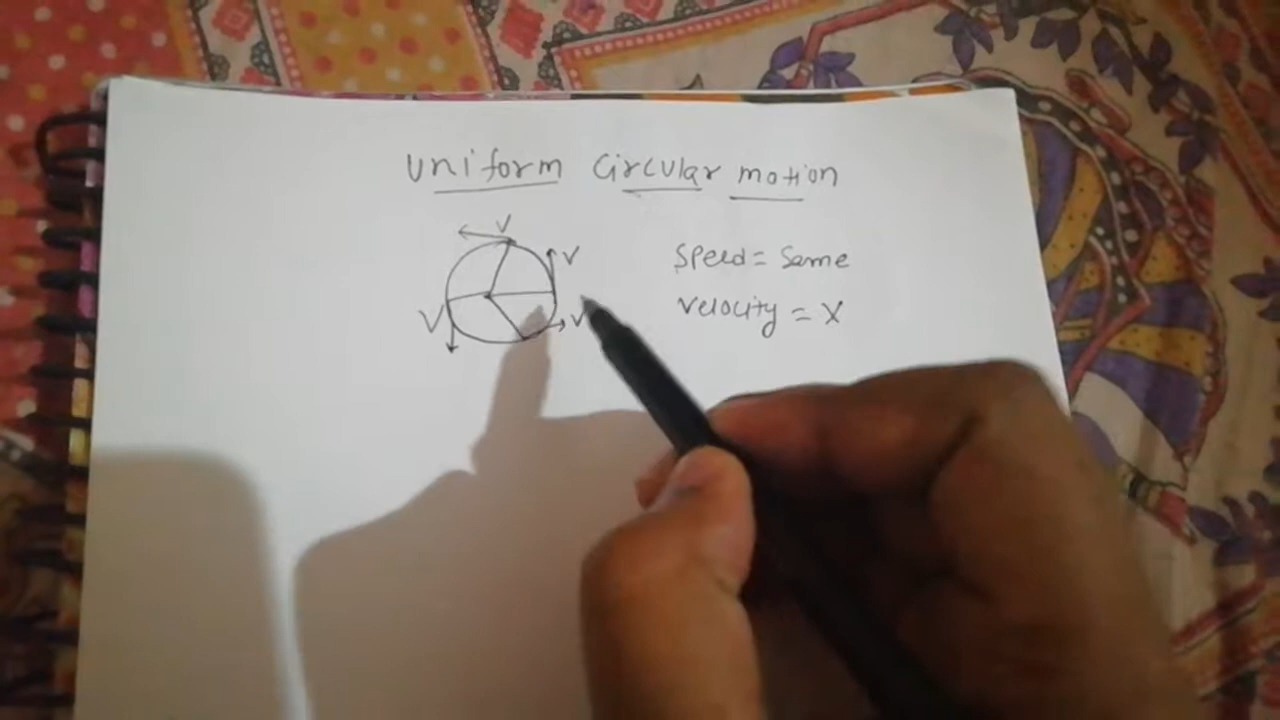 uniform circular motion
V
V
Speed = Same
V
V
velocity = X